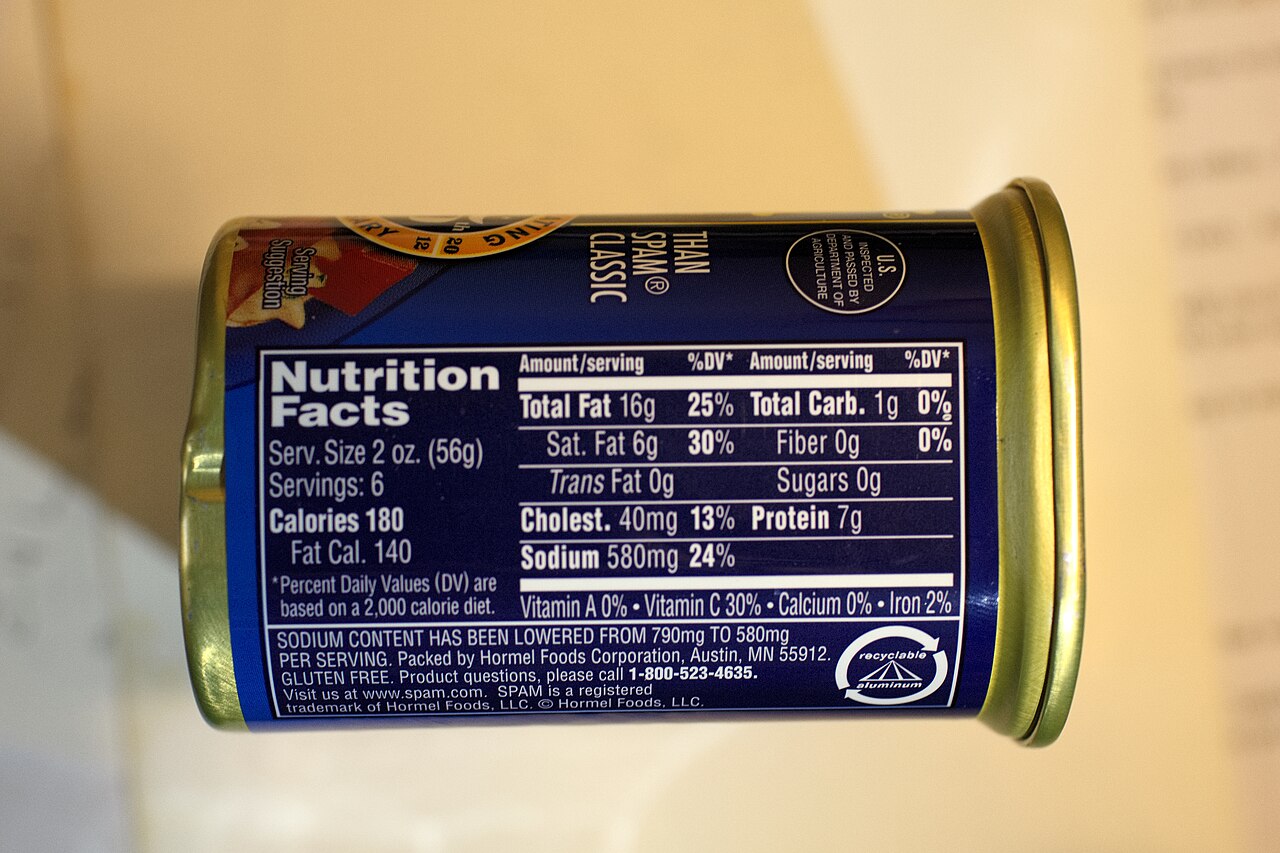 Serving
Suggestion
TING
20
12
THAN
SPAM®
CLASSIC
U.S.
INSPECTED
AND PASSED BY
DEPARTMENT OF
AGRICULTURE
Nutrition
Facts
Serv. Size 2 oz. (56g)
Servings: 6
Calories 180
Fat Cal. 140
*Percent Daily Values (DV) are
based on a 2,000 calorie diet.
Amount/serving %DV* Amount/serving %DV*
Total Fat 16g 25% Total Carb. 1g 0%
Sat. Fat 6g 30% Fiber 0g 0%
Trans Fat 0g Sugars 0g
Cholest. 40mg 13% Protein 7g
Sodium 580mg 24%
Vitamin A 0% • Vitamin C 30% • Calcium 0% • Iron 2%
SODIUM CONTENT HAS BEEN LOWERED FROM 790mg TO 580mg
PER SERVING. Packed by Hormel Foods Corporation, Austin, MN 55912.
GLUTEN FREE. Product questions, please call 1-800-523-4635.
Visit us at www.spam.com. SPAM is a registered
trademark of Hormel Foods, LLC. © Hormel Foods, LLC.
recyclable
aluminum